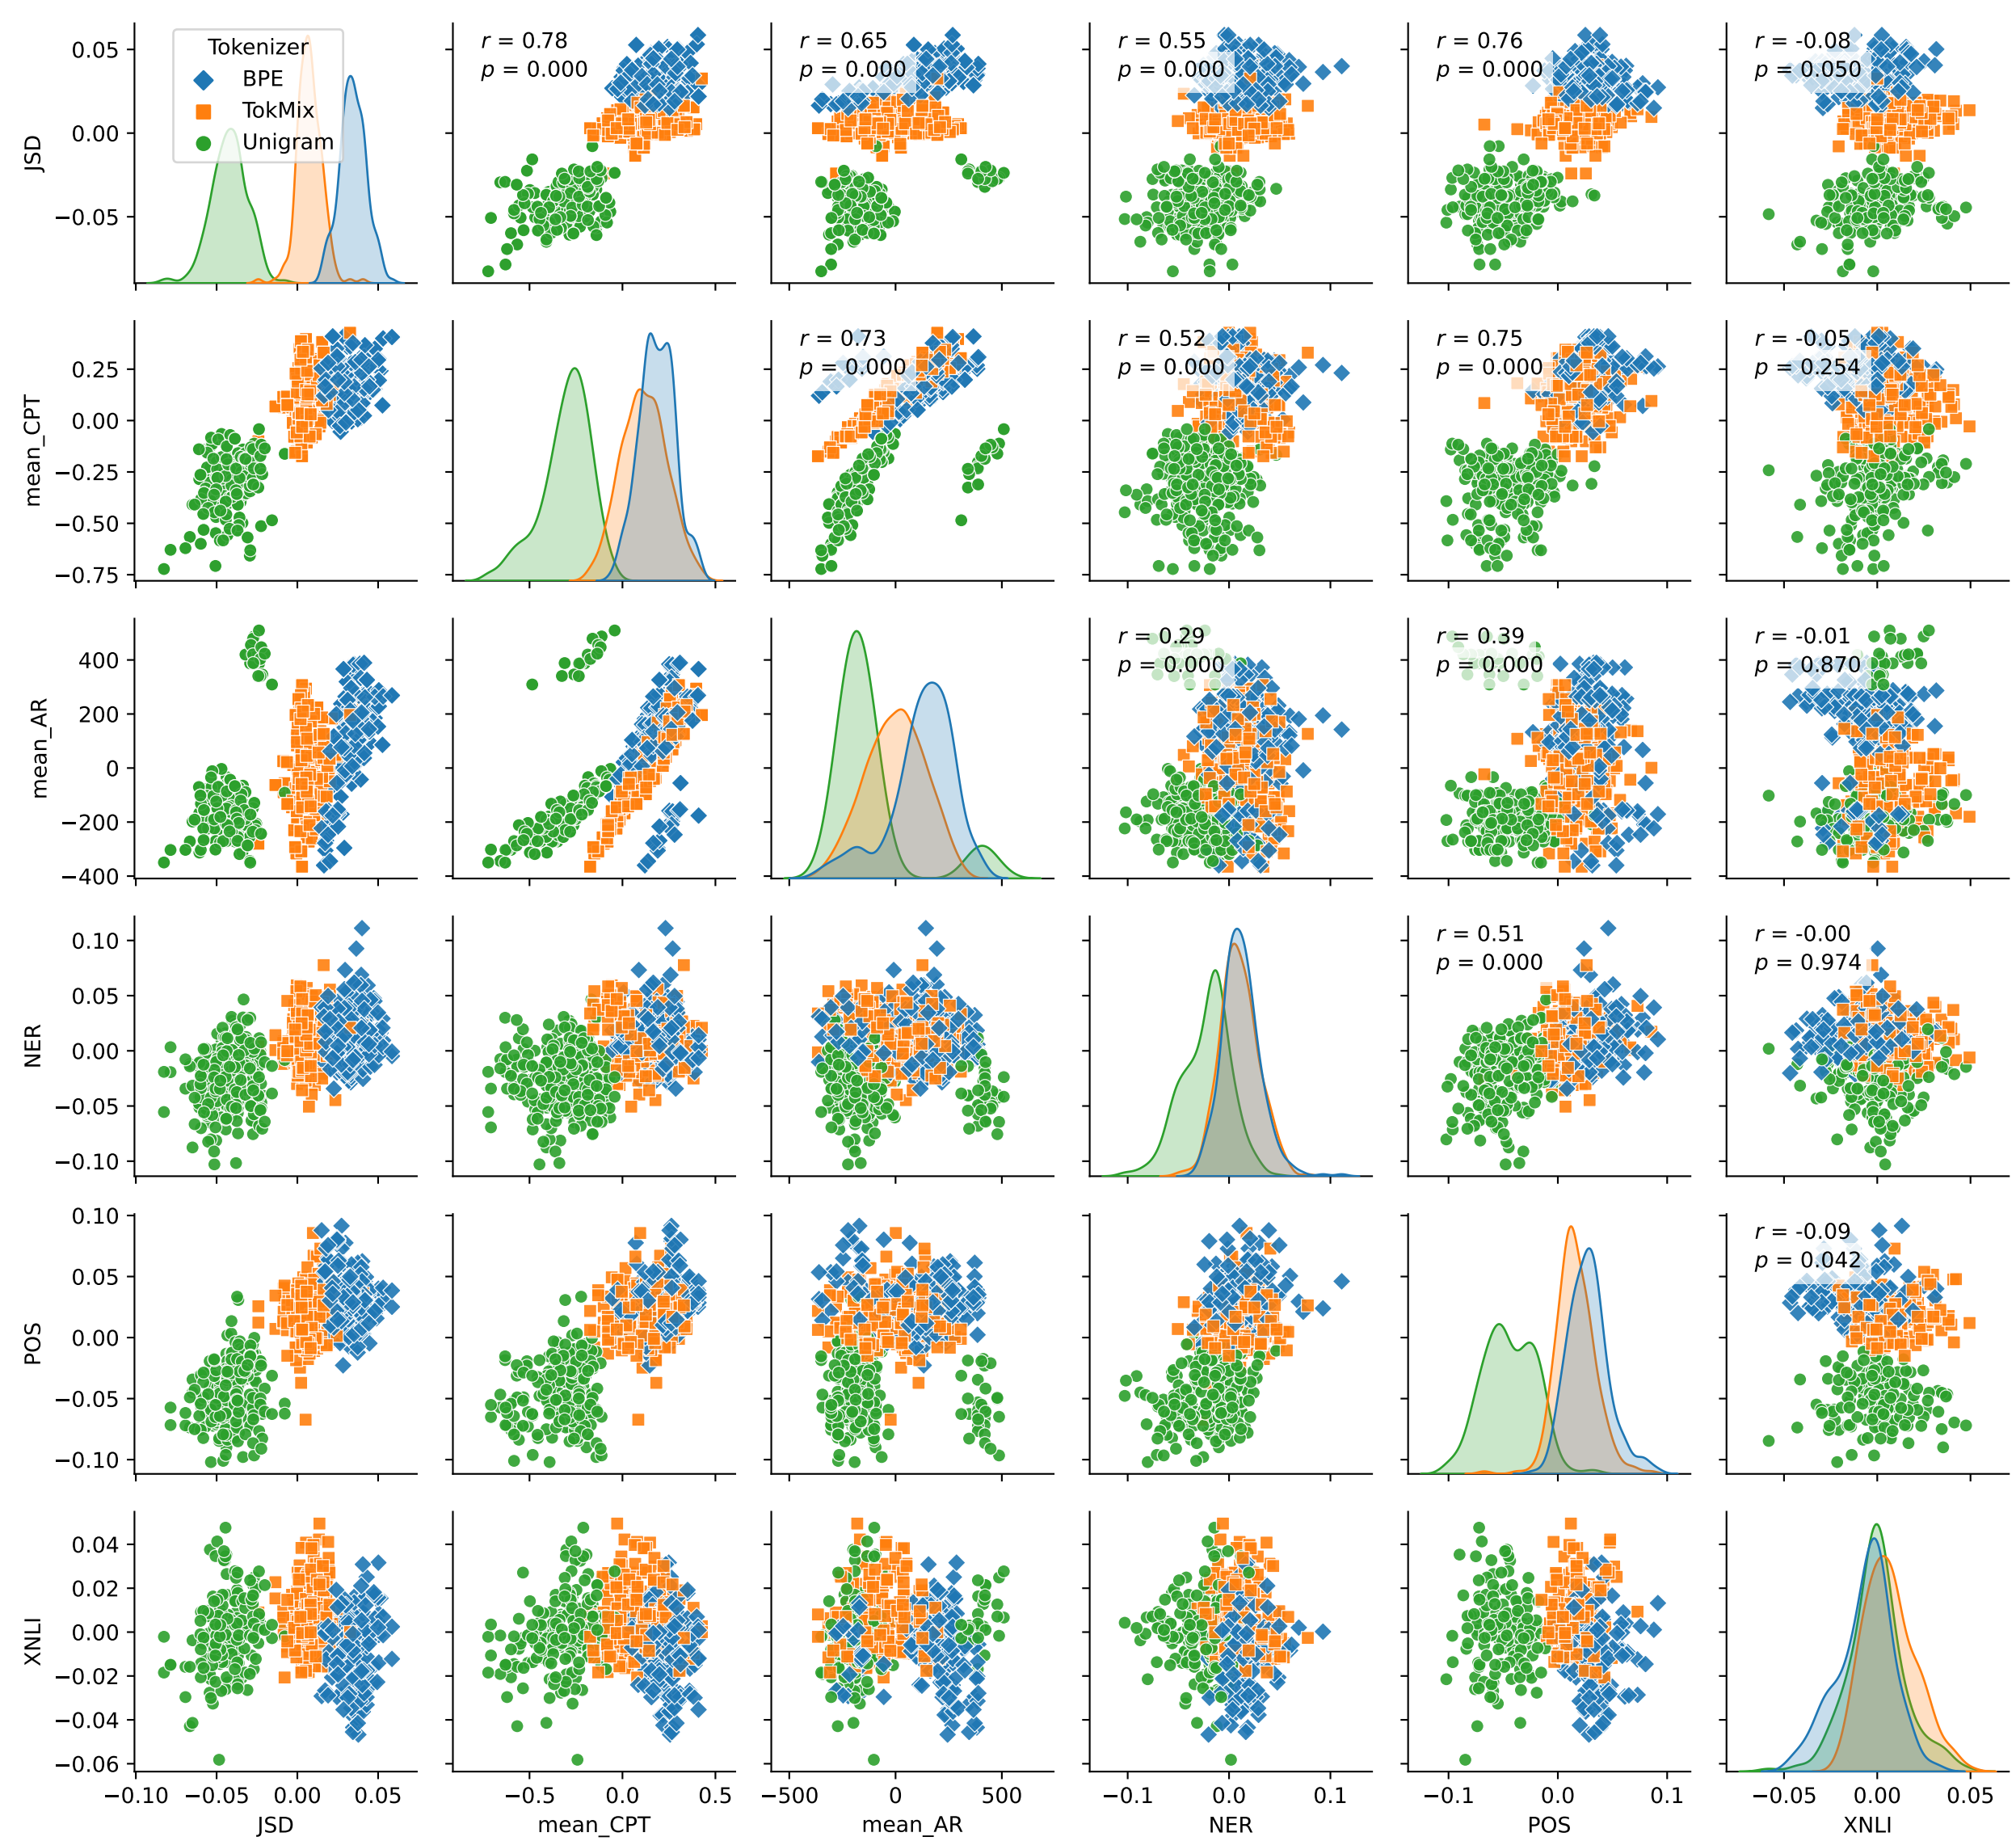 Tokenizer
BPE
TokMix
Unigram
r = 0.78
p = 0.000
r = 0.65
p = 0.000
r = 0.55
p = 0.000
r = 0.76
p = 0.000
r = -0.08
p = 0.050
JSD
0.05
0.00
−0.05
r = 0.73
p = 0.000
r = 0.52
p = 0.000
r = 0.75
p = 0.000
r = -0.05
p = 0.254
mean_CPT
0.25
0.00
−0.25
−0.50
−0.75
r = 0.29
p = 0.000
r = 0.39
p = 0.000
r = -0.01
p = 0.870
mean_AR
400
200
0
−200
−400
r = 0.51
p = 0.000
r = -0.00
p = 0.974
NER
0.10
0.05
0.00
−0.05
−0.10
r = -0.09
p = 0.042
POS
0.10
0.05
0.00
−0.05
−0.10
XNLI
0.04
0.02
0.00
−0.02
−0.04
−0.06
−0.10 −0.05 0.00 0.05
−0.5 0.0 0.5
−500 0 500
−0.1 0.0 0.1
−0.1 0.0 0.1
−0.05 0.00 0.05
JSD
mean_CPT
mean_AR
NER
POS
XNLI